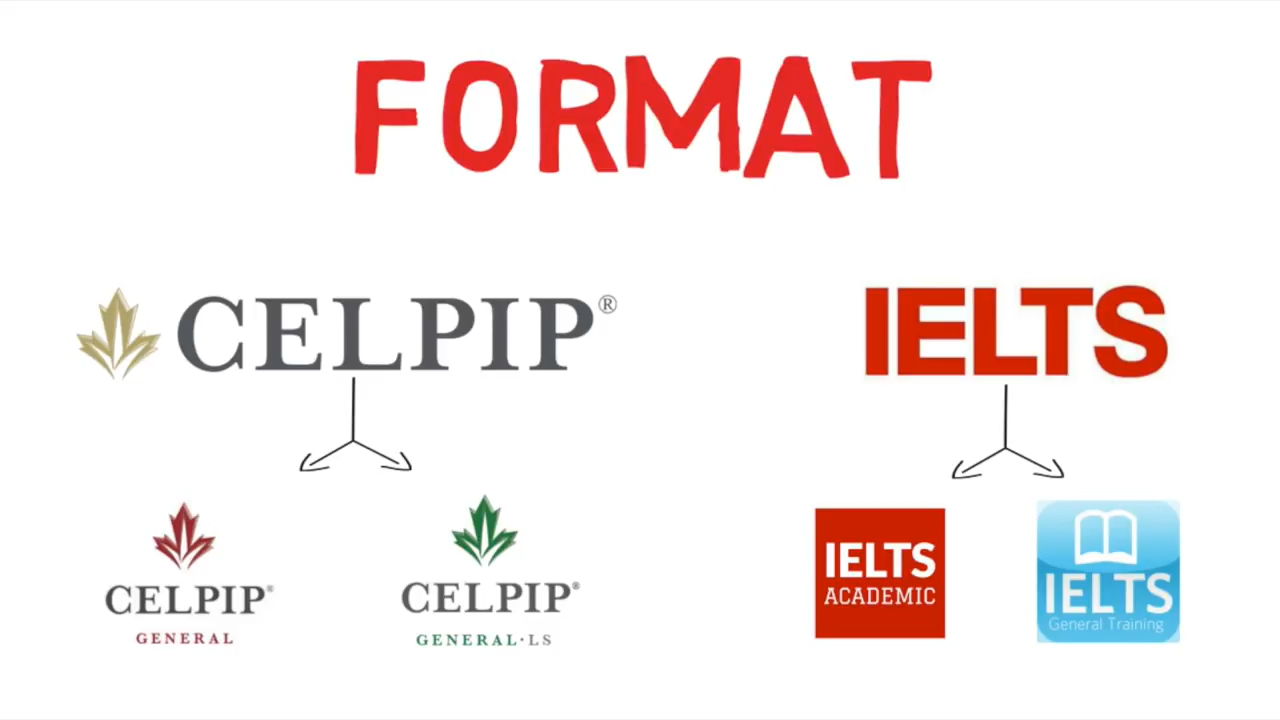 FORMAT
CELPIP®
IELTS
CELPIP®
GENERAL
CELPIP®
GENERAL·LS
IELTS
ACADEMIC
IELTS
General Training